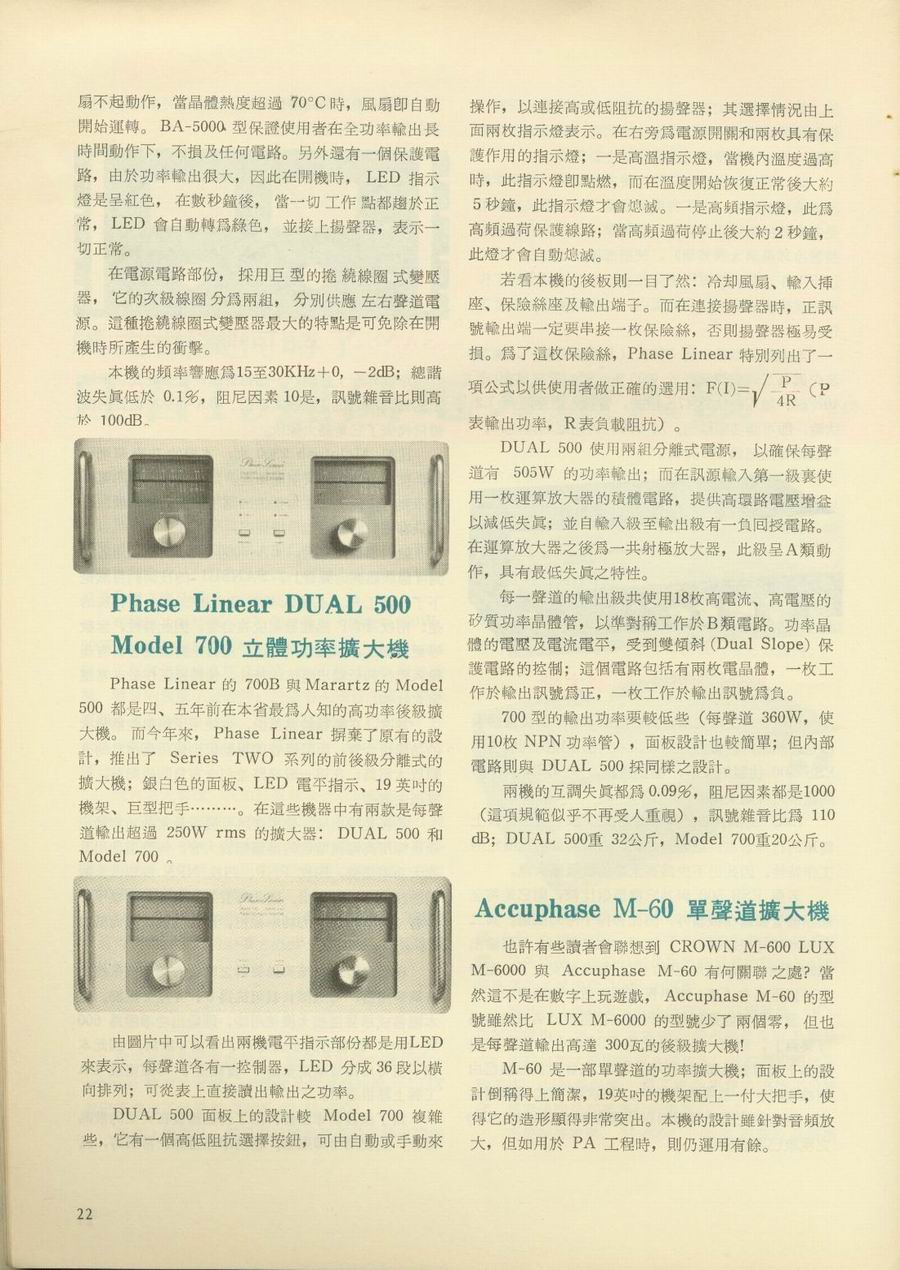 扇不起動作，當晶體熱度超過 70°C時，風扇卽自動
開始運轉。 BA-5000 型保證使用者在全功率輸出長
時間動作下，不損及任何電路。另外還有一個保護電
路，由於功率輸出很大，因此在開機時， LED 指示
燈是呈紅色， 在數秒鐘後， 當一切 工作 點都趨於正
常， LED 會自動轉爲綠色， 並接上揚聲器，表示一
切正常。
在電源電路部份， 採用巨 型的捲 繞線圈 式變壓
器， 它的次級線圈 分爲兩組， 分別供應 左右聲道電
源。這種捲繞線圈式變壓器最大的特點是可免除在開
機時所產生的衝擊。
本機的頻率響應爲15至30KHz＋0，－2dB；總諧
波失眞低於 0.1％，阻尼因素 10是，訊號雜音比則高
於 100dB。
Phase Linear DUAL 500
Model 700 立體功率擴大機
Phase Linear 的 700B 與 Marartz 的 Model
500 都是四、五年前在本省最爲人知的高功率後級擴
大機。 而今年來， Phase Linear 摒棄了原有的設
計，推出了 Series TWO 系列的前後級分離式的
擴大機；銀白色的面板、LED 電平指示、19 英吋的
機架、巨型把手………。在這些機器中有兩款是每聲
道輸出超過 250W rms 的擴大器： DUAL 500 和
Model 700 。
由圖片中可以看出兩機電平指示部份都是用LED
來表示，每聲道各有一控制器，LED 分成 36 段以橫
向排列；可從表上直接讀出輸出之功率。
DUAL 500 面板上的設計較 Model 700 複雜
些，它有一個高低阻抗選擇按鈕，可由自動或手動來
操作，以連接高或低阻抗的揚聲器；其選擇情況由上
面兩枚指示燈表示。在右旁爲電源開關和兩枚具有保
護作用的指示燈；一是高溫指示燈，當機內溫度過高
時，此指示燈卽點燃，而在溫度開始恢復正常後大約
5 秒鐘，此指示燈才會熄滅。一是高頻指示燈，此爲
高頻過荷保護線路；當高頻過荷停止後大約 2 秒鐘，
此燈才會自動熄滅。
若看本機的後板則一目了然：冷却風扇、輸入揷
座、保險絲座及輸出端子。而在連接揚聲器時，正訊
號輸出端一定要串接一枚保險絲，否則揚聲器極易受
損。爲了這枚保險絲，Phase Linear 特別列出了一
項公式以供使用者做正確的選用：F(I)=√(P/4R) （P
表輸出功率，R表負載阻抗）。
DUAL 500 使用兩組分離式電源， 以確保每聲
道有 505W 的功率輸出；而在訊源輸入第一級裏使
用一枚運算放大器的積體電路，提供高環路電壓增益
以減低失眞；並自輸入級至輸出級有一負回授電路。
在運算放大器之後爲一共射極放大器，此級呈A類動
作，具有最低失眞之特性。
每一聲道的輸出級共使用18枚高電流、高電壓的
矽質功率晶體管，以準對稱工作於B類電路。功率晶
體的電壓及電流電平，受到雙傾斜 (Dual Slope) 保
護電路的控制；這個電路包括有兩枚電晶體，一枚工
作於輸出訊號爲正，一枚工作於輸出訊號爲負。
700 型的輸出功率要較低些（每聲道 360W，使
用10枚 NPN 功率管），面板設計也較簡單；但內部
電路則與 DUAL 500 採同樣之設計。
兩機的互調失眞都爲 0.09％，阻尼因素都是1000
（這項規範似乎不再受人重視），訊號雜音比爲 110
dB；DUAL 500重 32公斤，Model 700重20公斤。
Accuphase M-60 單聲道擴大機
也許有些讀者會聯想到 CROWN M-600 LUX
M-6000 與 Accuphase M-60 有何關聯 之處？當
然這不是在數字上玩遊戲， Accuphase M-60 的型
號雖然比 LUX M-6000 的型號少了兩個零， 但也
是每聲道輸出高達 300瓦的後級擴大機！
M-60 是一部單聲道的功率擴大機；面板上的設
計倒稱得上簡潔，19英吋的機架配上一付大把手，使
得它的造形顯得非常突出。本機的設計雖針對音頻放
大，但如用於 PA 工程時，則仍運用有餘。
22